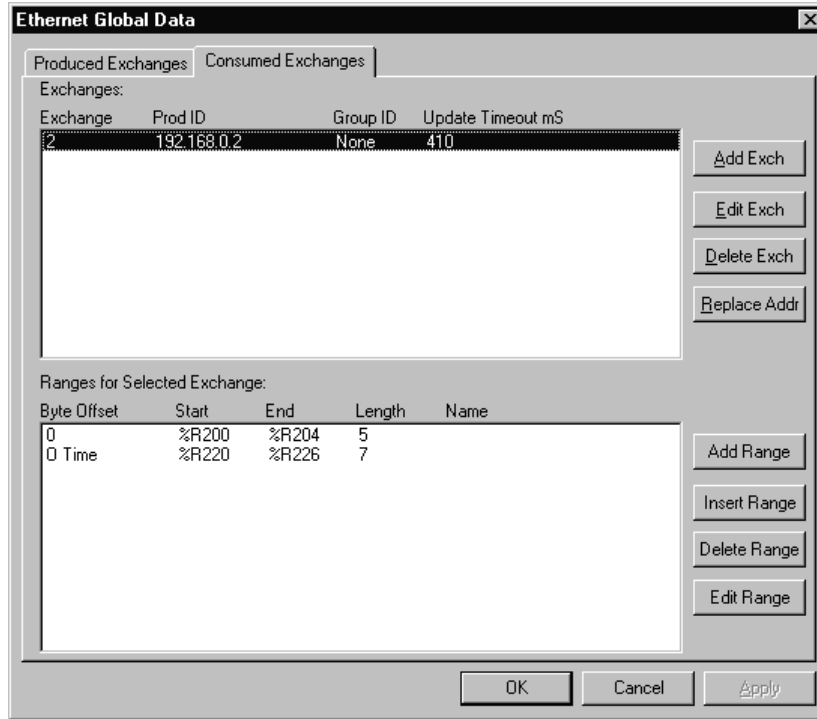 Ethernet Global Data
Produced Exchanges Consumed Exchanges
Exchanges:
Exchange Prod ID Group ID Update Timeout mS
2 192.168.0.2 None 410
Add Exch
Edit Exch
Delete Exch
Replace Addr
Ranges for Selected Exchange:
Byte Offset Start End Length Name
0 %R200 %R204 5
0 Time %R220 %R226 7
Add Range
Insert Range
Delete Range
Edit Range
OK Cancel Apply